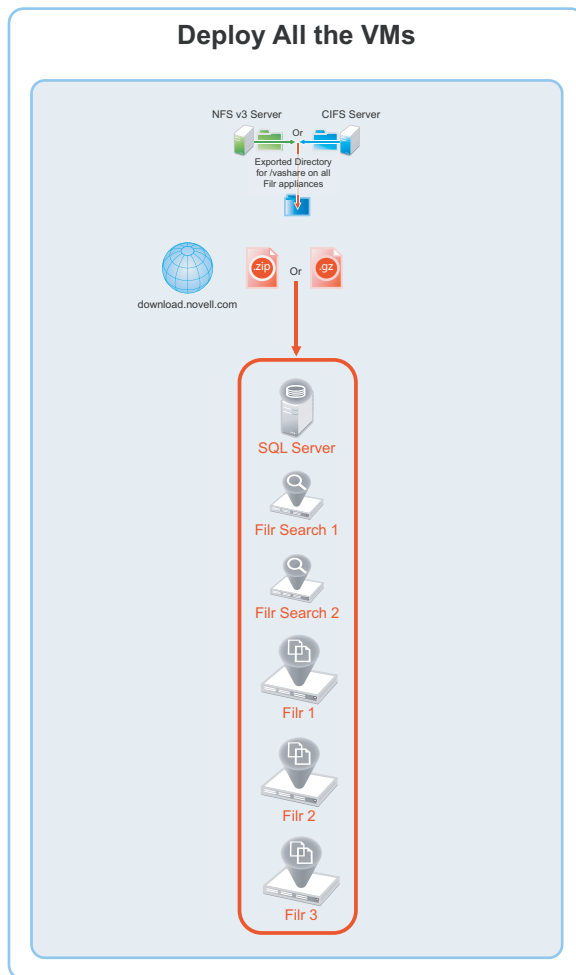 Deploy All the VMs
NFS v3 Server
CIFS Server
Or
Exported Directory
for /vashare on all
Filr appliances
.zip
Or
.gz
download.novell.com
SQL Server
Filr Search 1
Filr Search 2
Filr 1
Filr 2
Filr 3